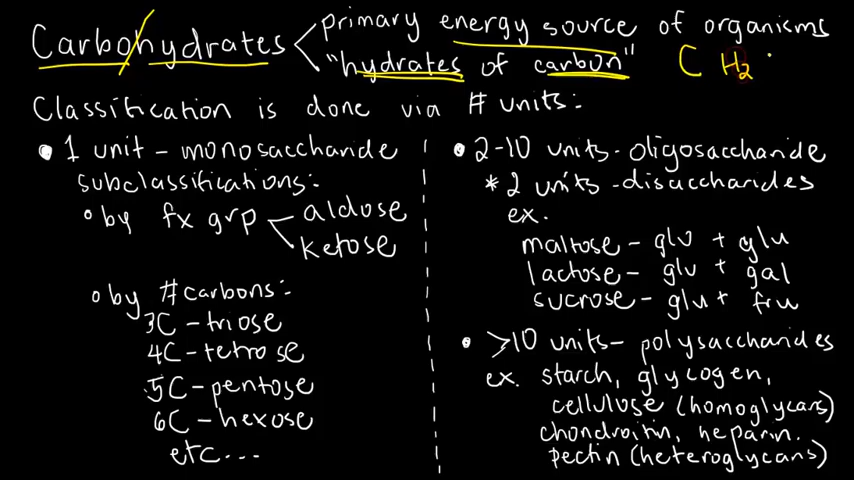 Carbohydrates
primary energy source of organisms
"hydrates of carbon" C H2
Classification is done via # units:
• 1 unit - monosaccharide
subclassifications:
• by fx grp
aldose
ketose
• by #carbons:
3C - triose
4C - tetrose
5C - pentose
6C - hexose
etc...
• 2-10 units - oligosaccharide
* 2 units - disaccharides
ex.
maltose - glu + glu
lactose - glu + gal
sucrose - glu + fru
• >10 units - polysaccharides
ex. starch, glycogen,
cellulose (homoglycans)
chondroitin, heparin.
pectin (heteroglycans)